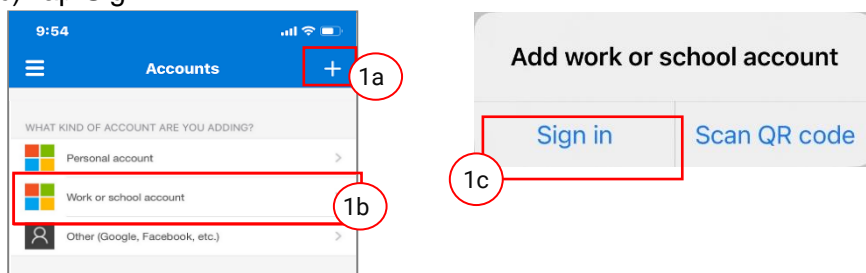 9:54
Accounts
1a
WHAT KIND OF ACCOUNT ARE YOU ADDING?
Personal account
Work or school account
1b
Other (Google, Facebook, etc.)
Add work or school account
Sign in
Scan QR code
1c